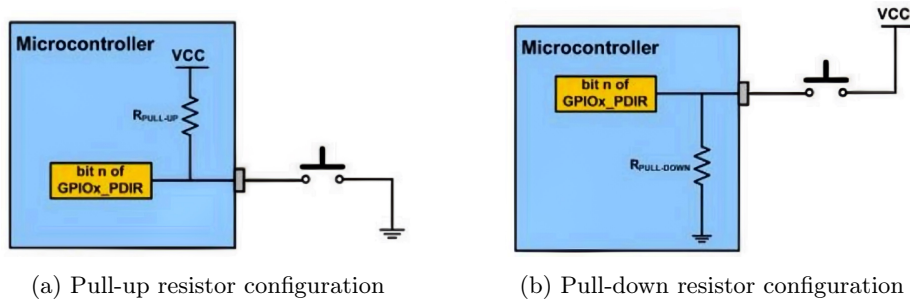 Microcontroller
VCC
RPULL-UP
bit n of
GPIOx_PDIR
(a) Pull-up resistor configuration
VCC
Microcontroller
bit n of
GPIOx_PDIR
RPULL-DOWN
(b) Pull-down resistor configuration